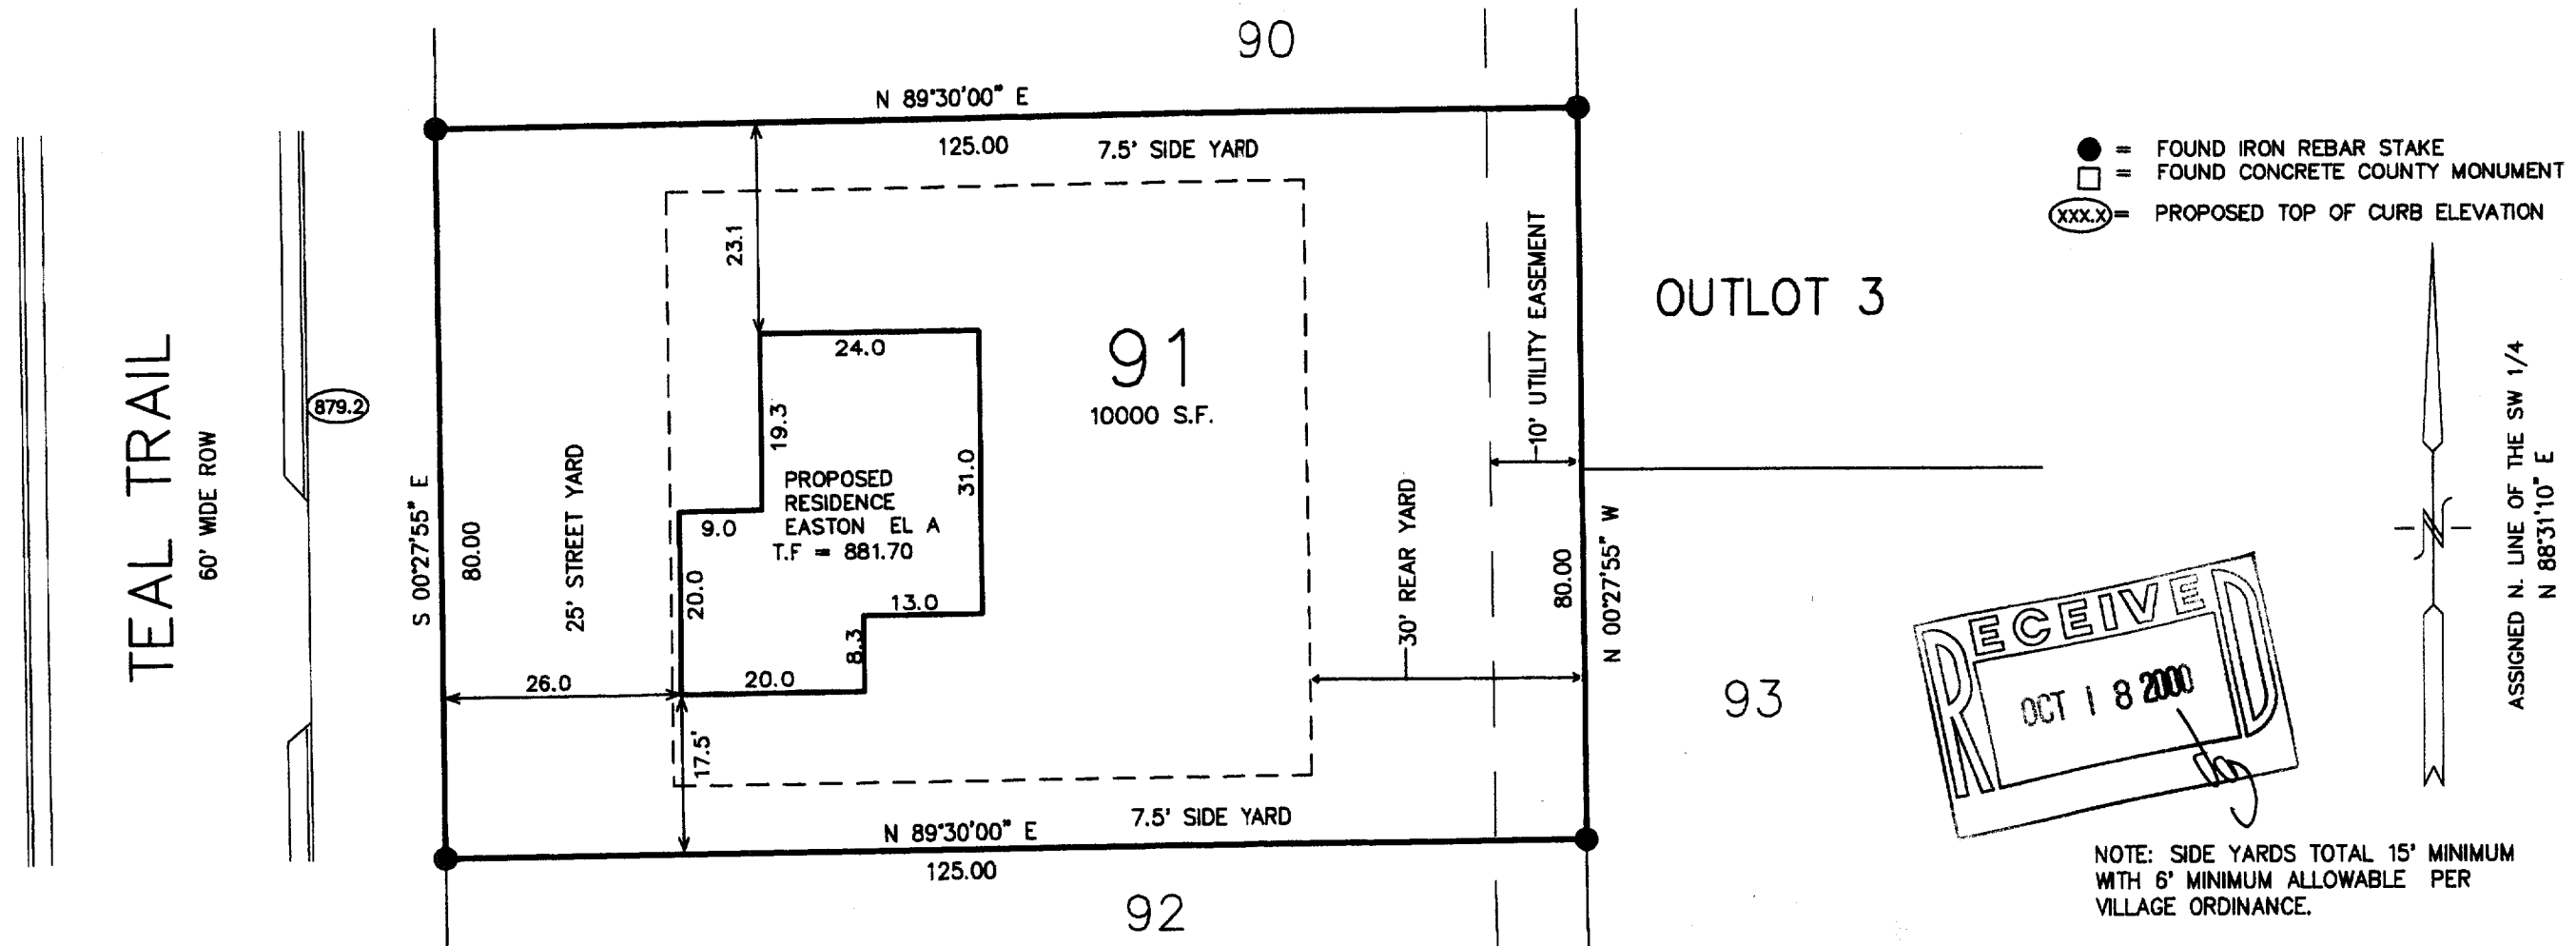 90
N 89°30'00" E
125.00
7.5' SIDE YARD
● = FOUND IRON REBAR STAKE
□ = FOUND CONCRETE COUNTY MONUMENT
XXX.X = PROPOSED TOP OF CURB ELEVATION
TEAL TRAIL
60' WIDE ROW
879.2
S 00°27'55" E
80.00
25' STREET YARD
23.1
24.0
19.3
31.0
PROPOSED
RESIDENCE
EASTON EL A
T.F = 881.70
9.0
20.0
13.0
8.3
20.0
26.0
17.5'
91
10000 S.F.
10' UTILITY EASEMENT
30' REAR YARD
80.00
N 00°27'55" W
OUTLOT 3
93
N
ASSIGNED N. LINE OF THE SW 1/4
N 88°31'10" E
RECEIVED
OCT 18 2000
7.5' SIDE YARD
N 89°30'00" E
125.00
92
NOTE: SIDE YARDS TOTAL 15' MINIMUM
WITH 6' MINIMUM ALLOWABLE PER
VILLAGE ORDINANCE.